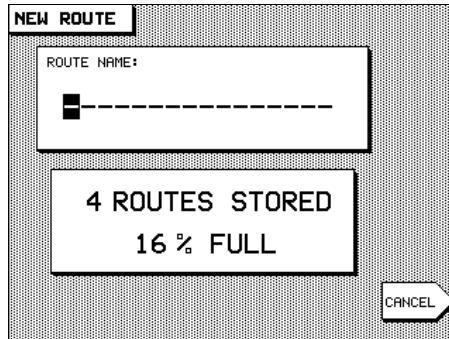 NEW ROUTE
ROUTE NAME:
----------------
4 ROUTES STORED
16 % FULL
CANCEL